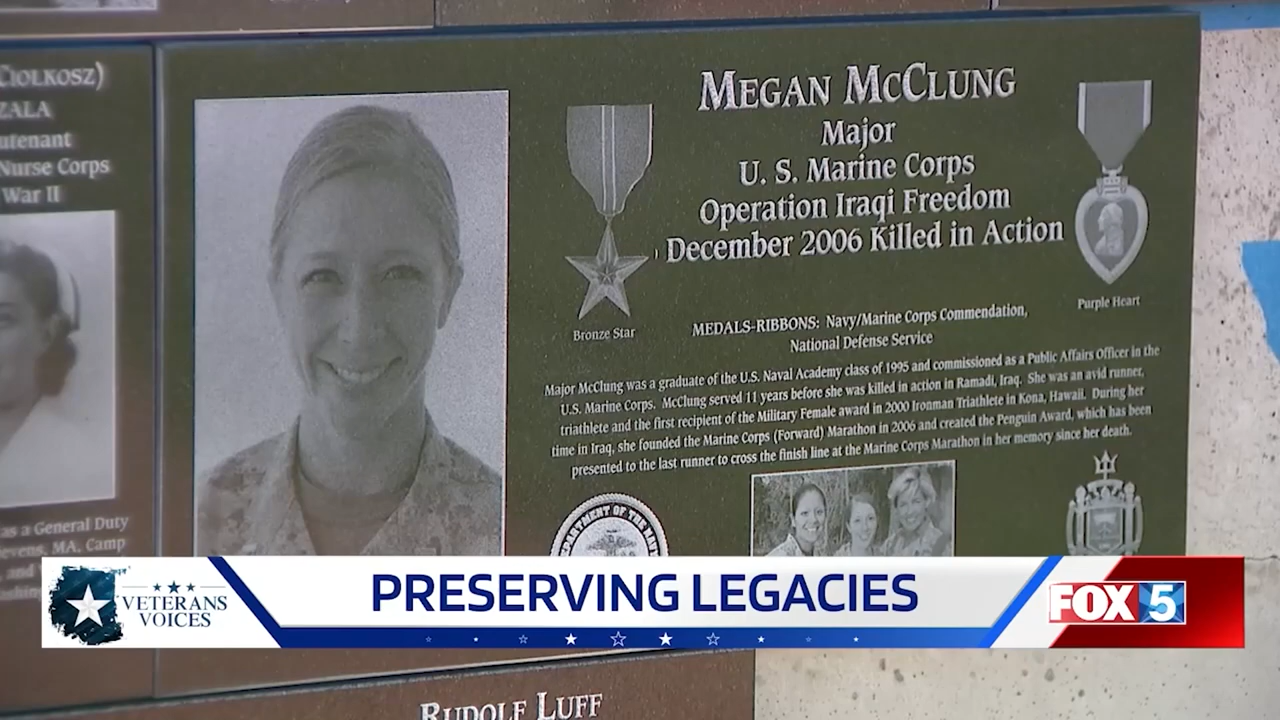 CIOLKOSZ)
ZALA
utenant
Nurse Corps
War II
as a General Duty
evens, MA. Camp
and
MEGAN MCCLUNG
Major
U. S. Marine Corps
Operation Iraqi Freedom
December 2006 Killed in Action
Bronze Star
Purple Heart
MEDALS-RIBBONS: Navy/Marine Corps Commendation,
National Defense Service
Major McClung was a graduate of the U.S. Naval Academy class of 1995 and commissioned as a Public Affairs Officer in the
U.S. Marine Corps. McClung served 11 years before she was killed in action in Ramadi, Iraq. She was an avid runner,
triathlete and the first recipient of the Military Female award in 2000 Ironman Triathlete in Kona, Hawaii. During her
time in Iraq, she founded the Marine Corps (Forward) Marathon in 2006 and created the Penguin Award, which has been
presented to the last runner to cross the finish line at the Marine Corps Marathon in her memory since her death.
DEPARTMENT OF THE
VETERANS
VOICES
PRESERVING LEGACIES
FOX 5
RUDOLF LUFF